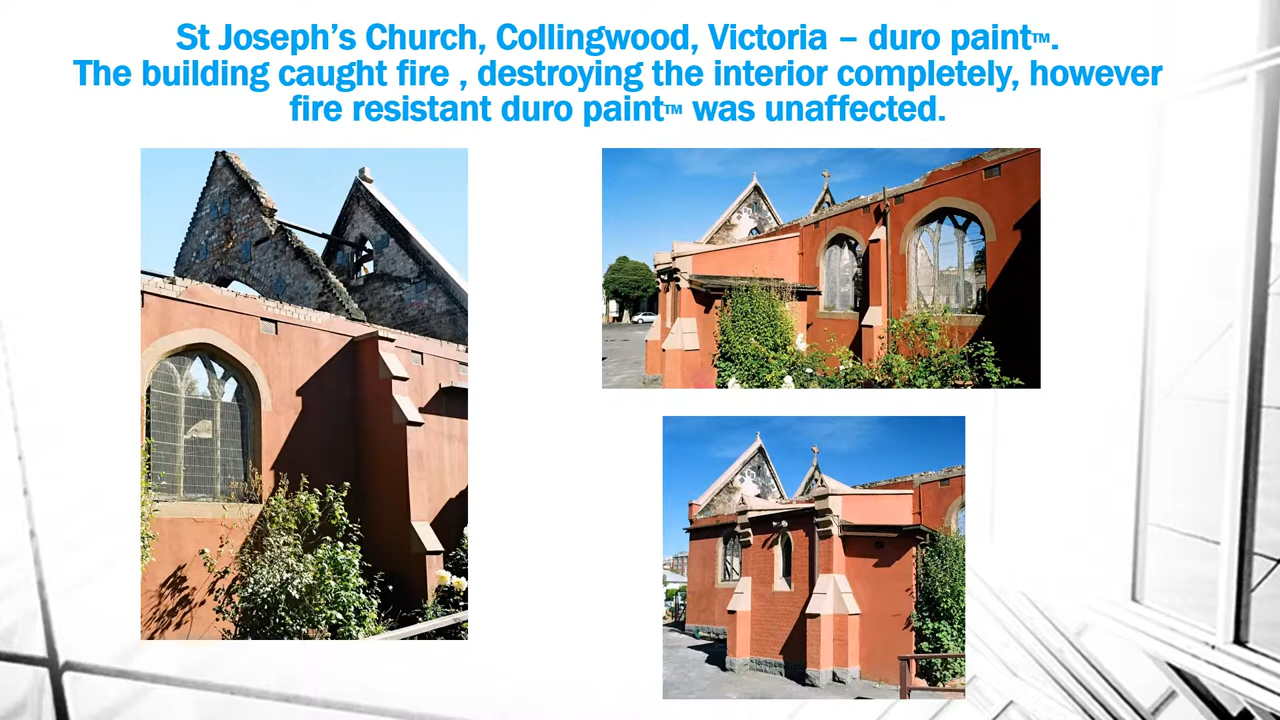 St Joseph’s Church, Collingwood, Victoria – duro paint™.
The building caught fire , destroying the interior completely, however
fire resistant duro paint™ was unaffected.